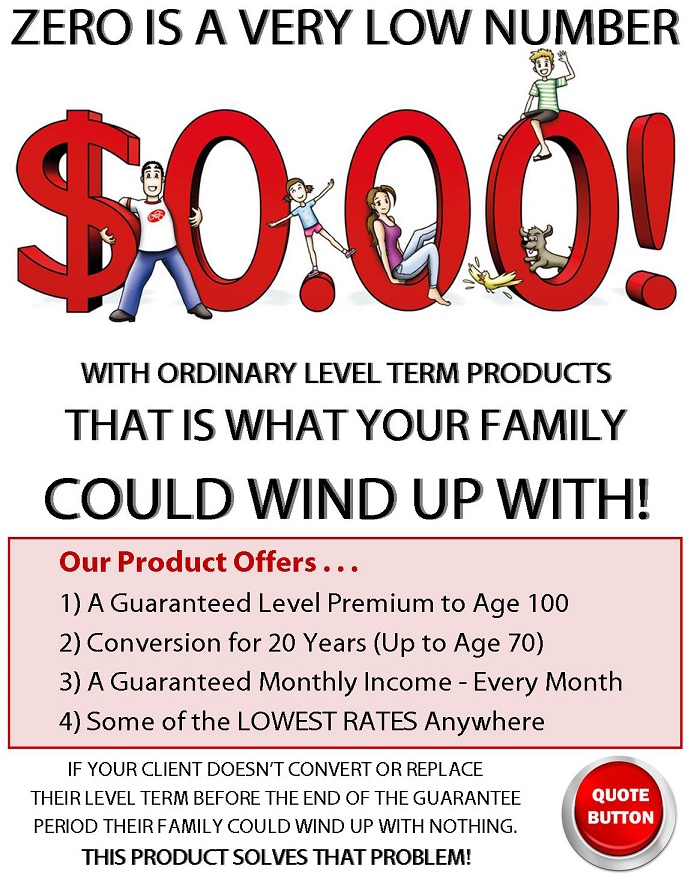 ZERO IS A VERY LOW NUMBER
$0.00!
WITH ORDINARY LEVEL TERM PRODUCTS
THAT IS WHAT YOUR FAMILY
COULD WIND UP WITH!
Our Product Offers . . .
1) A Guaranteed Level Premium to Age 100
2) Conversion for 20 Years (Up to Age 70)
3) A Guaranteed Monthly Income - Every Month
4) Some of the LOWEST RATES Anywhere
IF YOUR CLIENT DOESN'T CONVERT OR REPLACE
THEIR LEVEL TERM BEFORE THE END OF THE GUARANTEE
PERIOD THEIR FAMILY COULD WIND UP WITH NOTHING.
THIS PRODUCT SOLVES THAT PROBLEM!
QUOTE
BUTTON